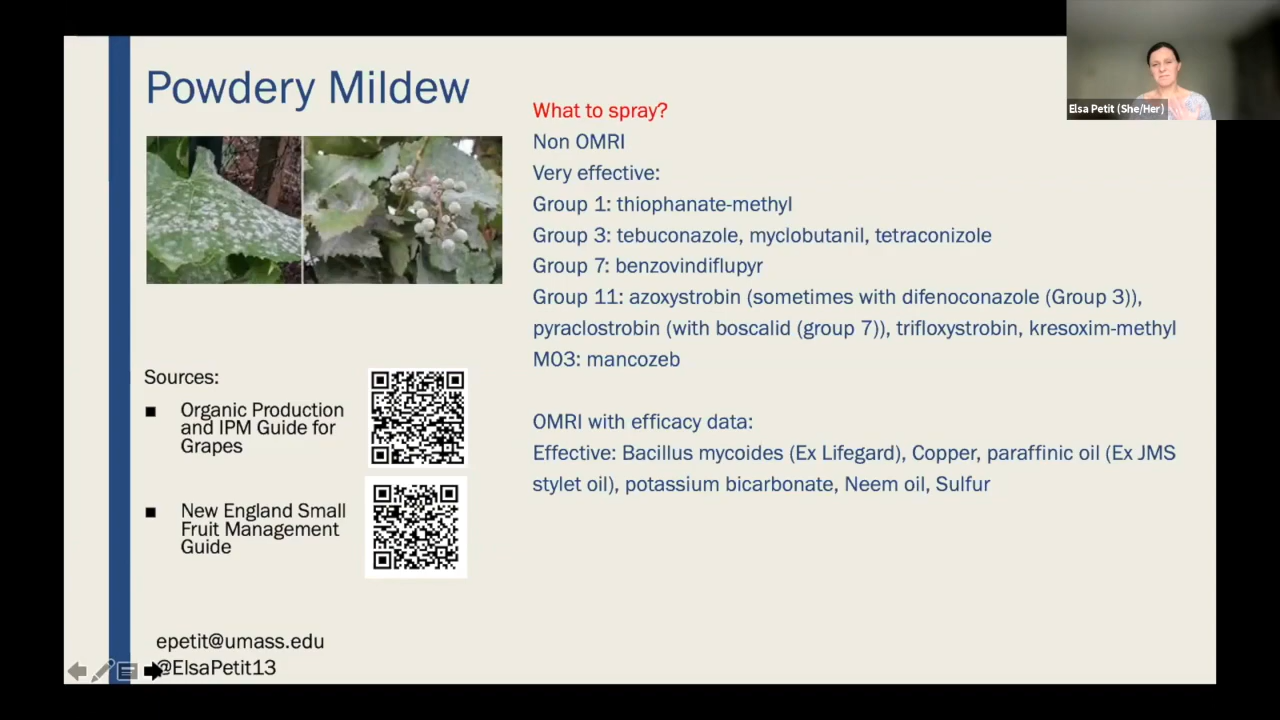 Powdery Mildew
What to spray?
Non OMRI
Very effective:
Group 1: thiophanate-methyl
Group 3: tebuconazole, myclobutanil, tetraconizole
Group 7: benzovindiflupyr
Group 11: azoxystrobin (sometimes with difenoconazole (Group 3)),
pyraclostrobin (with boscalid (group 7)), trifloxystrobin, kresoxim-methyl
M03: mancozeb
OMRI with efficacy data:
Effective: Bacillus mycoides (Ex Lifegard), Copper, paraffinic oil (Ex JMS
stylet oil), potassium bicarbonate, Neem oil, Sulfur
Sources:
■ Organic Production
and IPM Guide for
Grapes
■ New England Small
Fruit Management
Guide
epetit@umass.edu
@ElsaPetit13
Elsa Petit (She/Her)